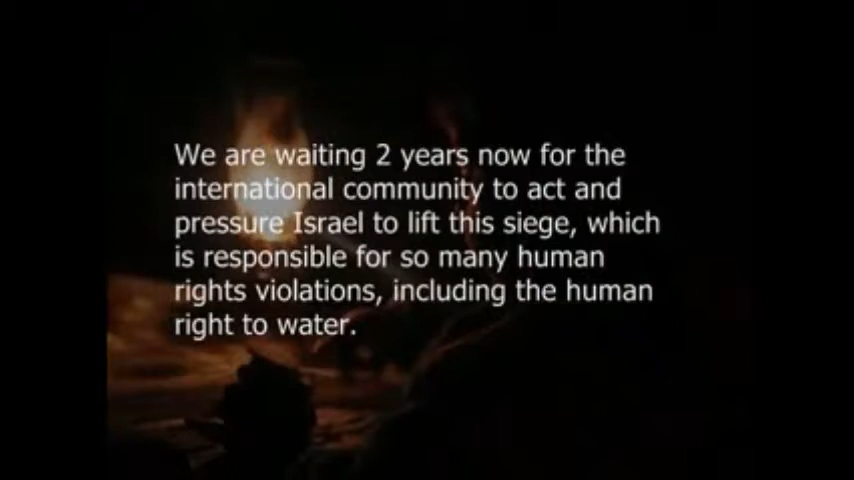 We are waiting 2 years now for the
international community to act and
pressure Israel to lift this siege, which
is responsible for so many human
rights violations, including the human
right to water.